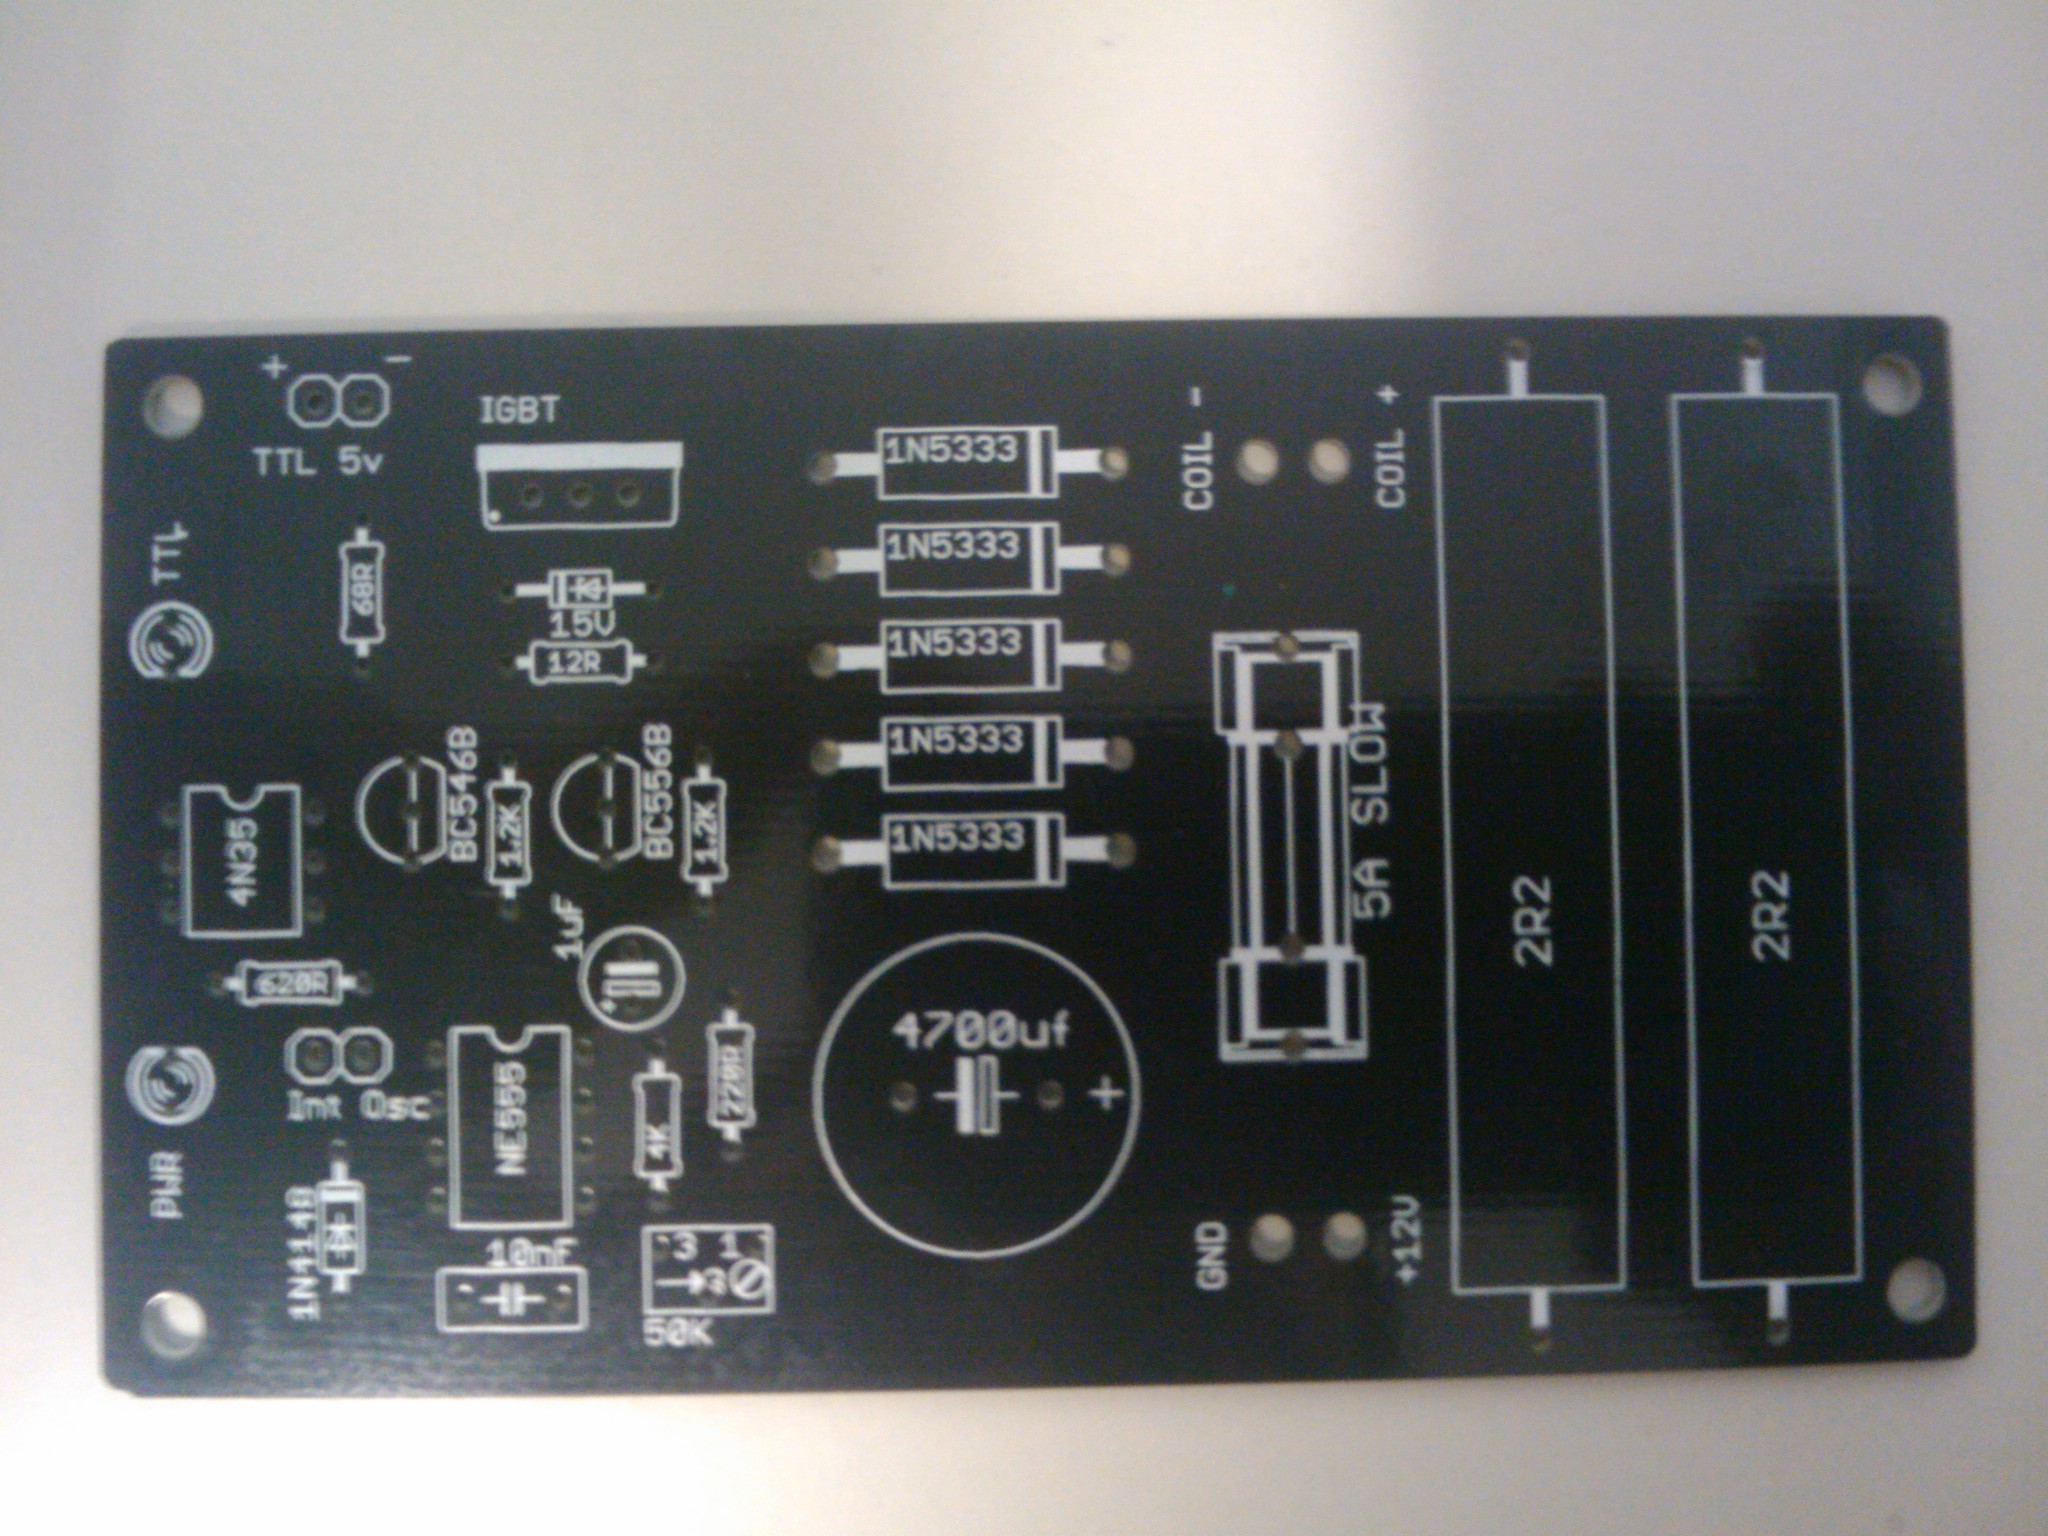 + -
TTL 5v
IGBT
TTL
68R
15V
12R
4N35
BC546B
1.2K
BC556B
1.2K
1uF
+
620R
PWR
Int Osc
1N4148
NE555
10nF
4K
220R
3 1
2
50K
1N5333
1N5333
1N5333
1N5333
1N5333
4700uf
+
COIL -
COIL +
5A SLOW
GND
+12V
2R2
2R2